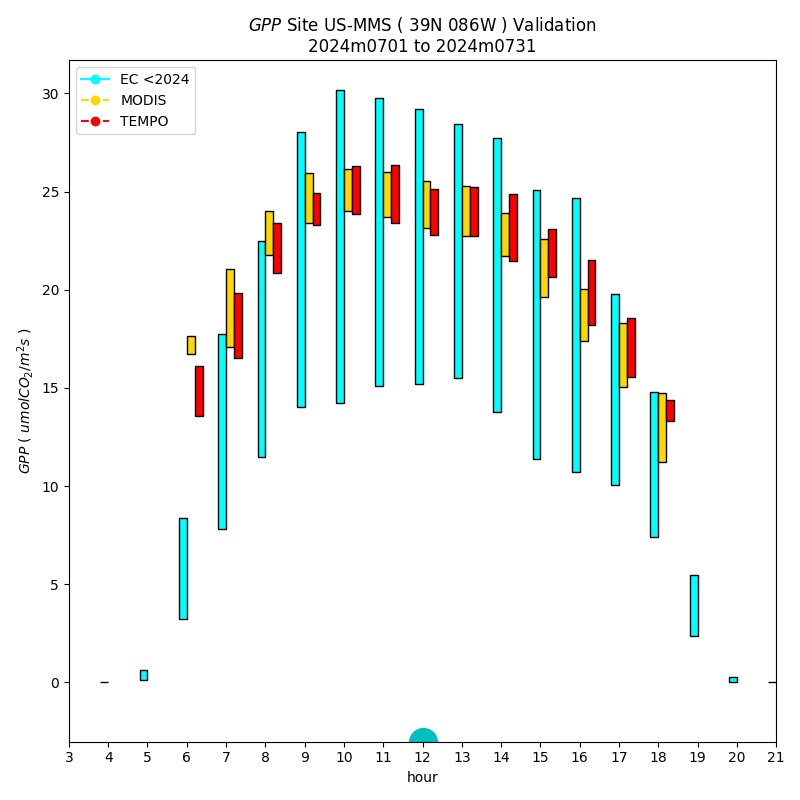 GPP Site US-MMS ( 39N 086W ) Validation
2024m0701 to 2024m0731
EC <2024
MODIS
TEMPO
GPP ( umolCO₂/m²s )
30
25
20
15
10
5
0
3 4 5 6 7 8 9 10 11 12 13 14 15 16 17 18 19 20 21
hour